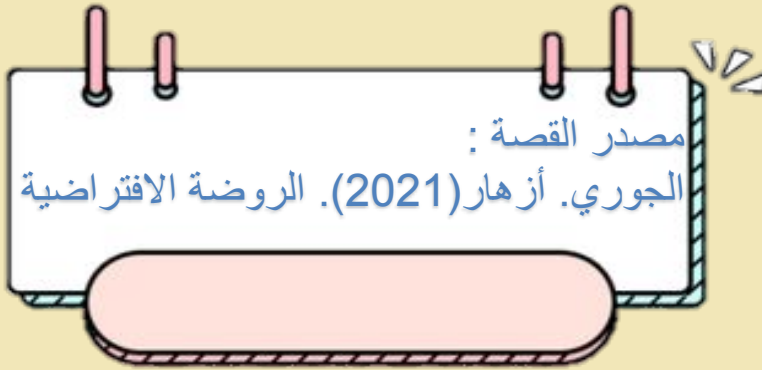 مصدر القصة :
الجوري. أزهار(2021). الروضة الافتراضية